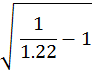 √(1/1.22 − 1)